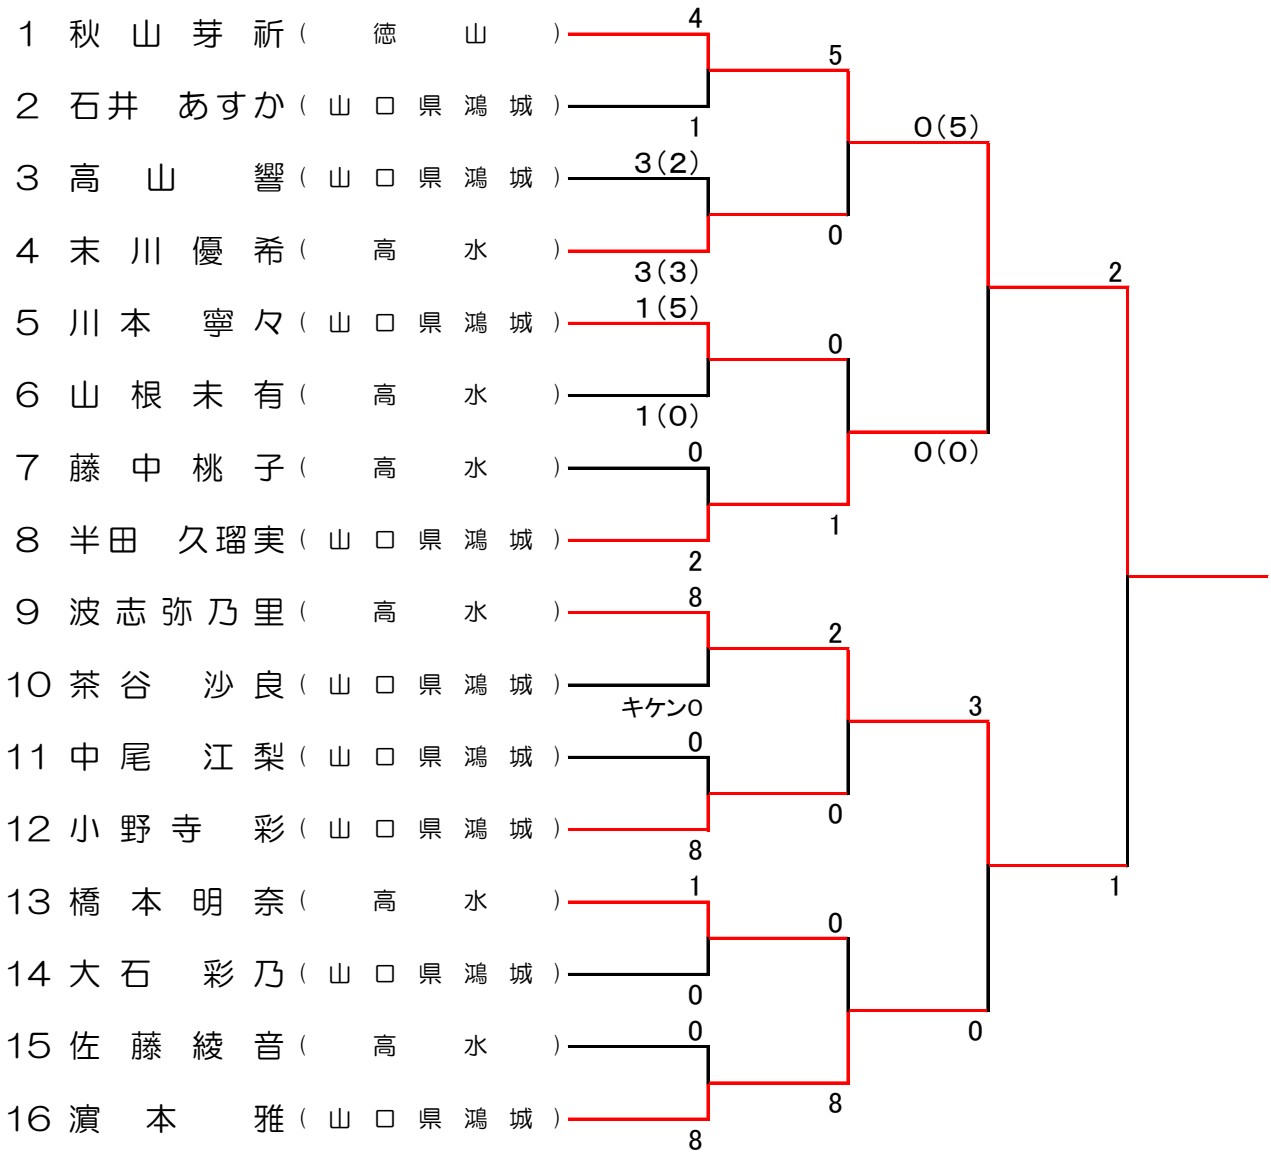 1 秋山芽祈(徳山) 4
5
2 石井 あすか(山口県鴻城) 1
0(5)
3 高山 響(山口県鴻城) 3(2)
0
4 末川優希(高水) 3(3)
2
5 川本 寧々(山口県鴻城) 1(5)
0
6 山根未有(高水) 1(0)
0(0)
7 藤中桃子(高水) 0
1
8 半田 久瑠実(山口県鴻城) 2
9 波志弥乃里(高水) 8
2
10 茶谷 沙良(山口県鴻城) キケン0
3
11 中尾 江梨(山口県鴻城) 0
0
12 小野寺 彩(山口県鴻城) 8
1
13 橋本明奈(高水) 1
0
14 大石 彩乃(山口県鴻城) 0
0
15 佐藤綾音(高水) 0
8
16 濵本 雅(山口県鴻城) 8